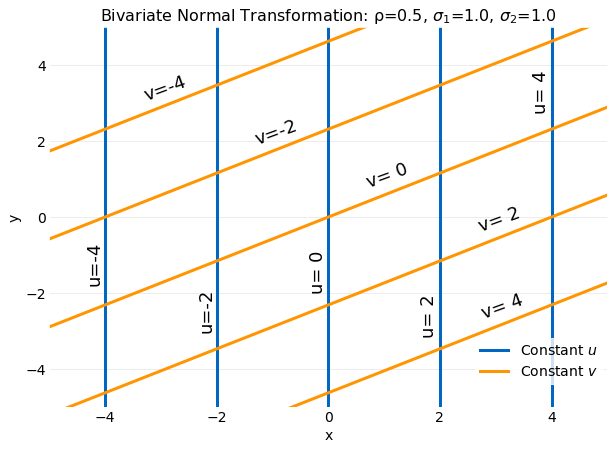 Bivariate Normal Transformation: ρ=0.5, σ₁=1.0, σ₂=1.0
4
2
0
−2
−4
y
v=-4
v=-2
v= 0
v= 2
v= 4
u=-4
u=-2
u= 0
u= 2
u= 4
Constant u
Constant v
−4
−2
0
2
4
x